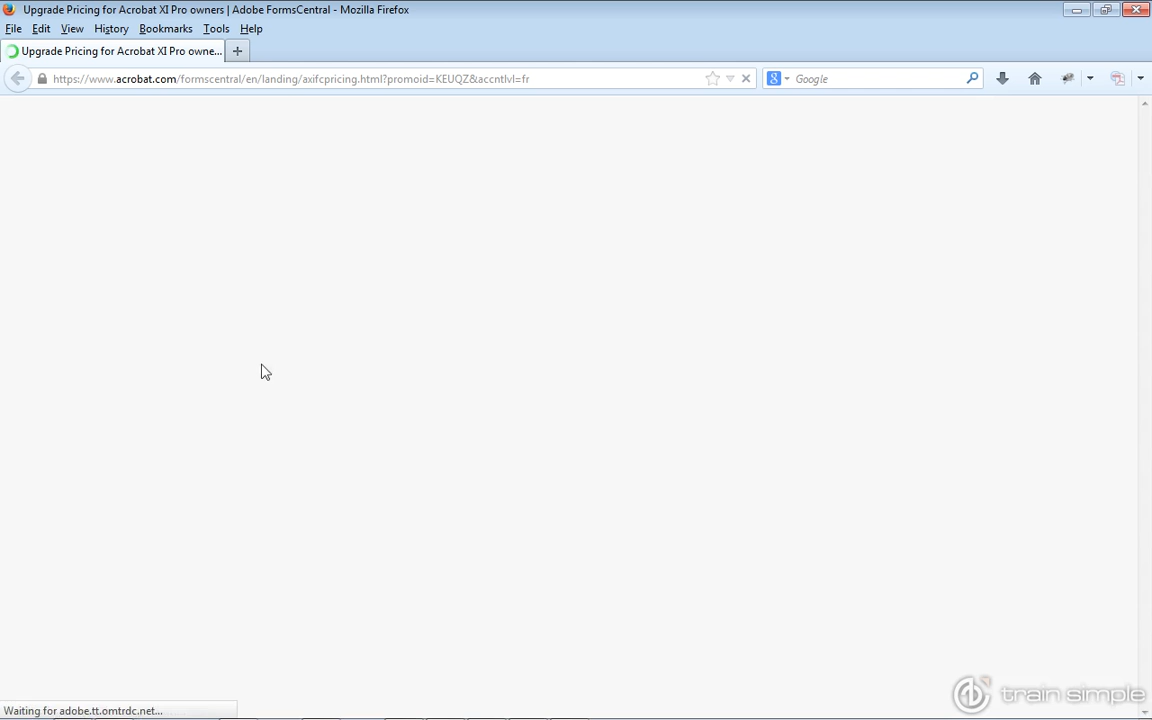 Upgrade Pricing for Acrobat XI Pro owners | Adobe FormsCentral - Mozilla Firefox
File Edit View History Bookmarks Tools Help
Upgrade Pricing for Acrobat XI Pro owne...
https://www.acrobat.com/formscentral/en/landing/axifcpricing.html?promoid=KEUQZ&accntlvl=fr
Google
train simple
Waiting for adobe.tt.omtrdc.net...